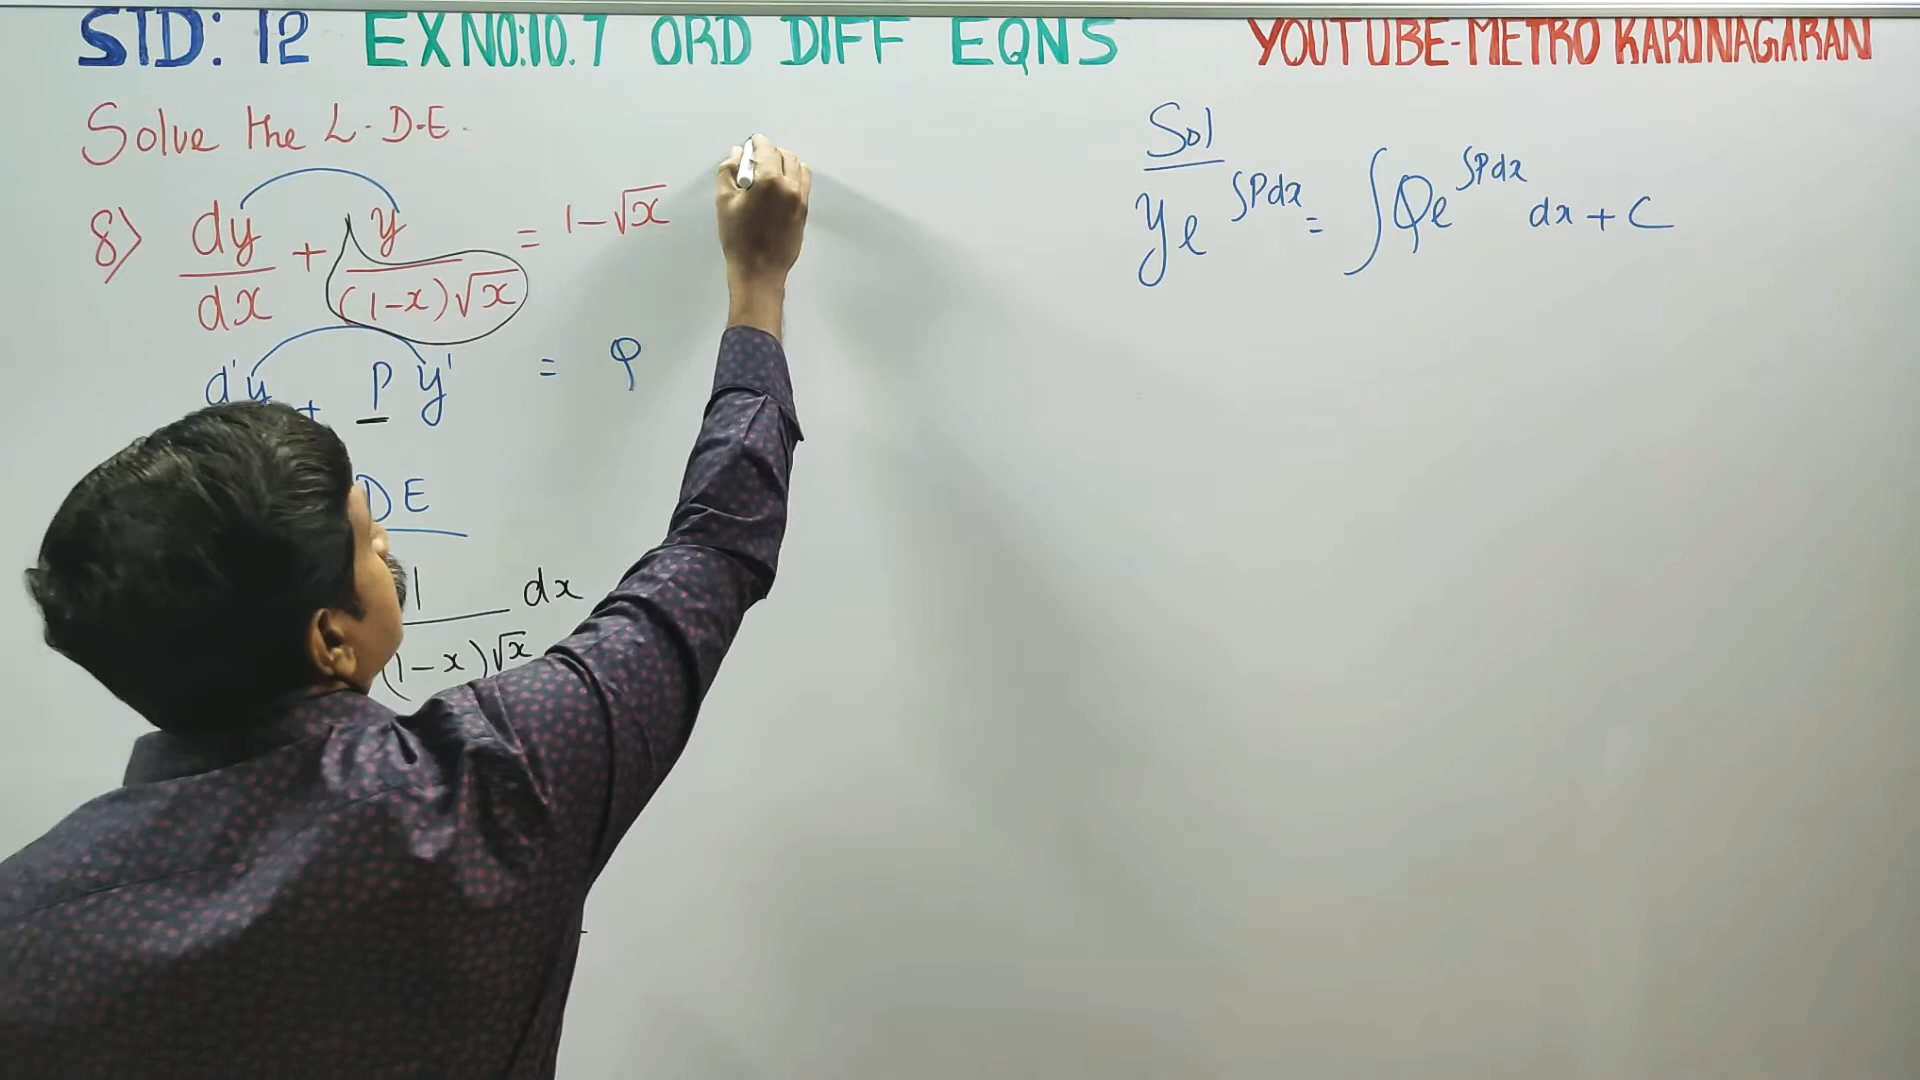 STD: 12 EX NO:10.7 ORD DIFF EQNS YOUTUBE-METRO KARUNAGARAN
Solve the L.D.E.
8) dy/dx + y/((1-x)√x) = 1-√x
dy + Py = Q
DE
1/((1-x)√x) dx
Sol
y e^∫Pdx = ∫Qe^∫Pdx dx + C